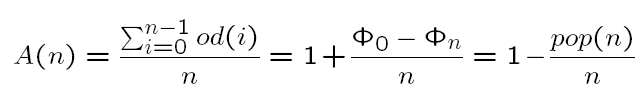 A(n) = \frac{\sum_{i=0}^{n-1} od(i)}{n} = 1 + \frac{\Phi_0 - \Phi_n}{n} = 1 - \frac{pop(n)}{n}